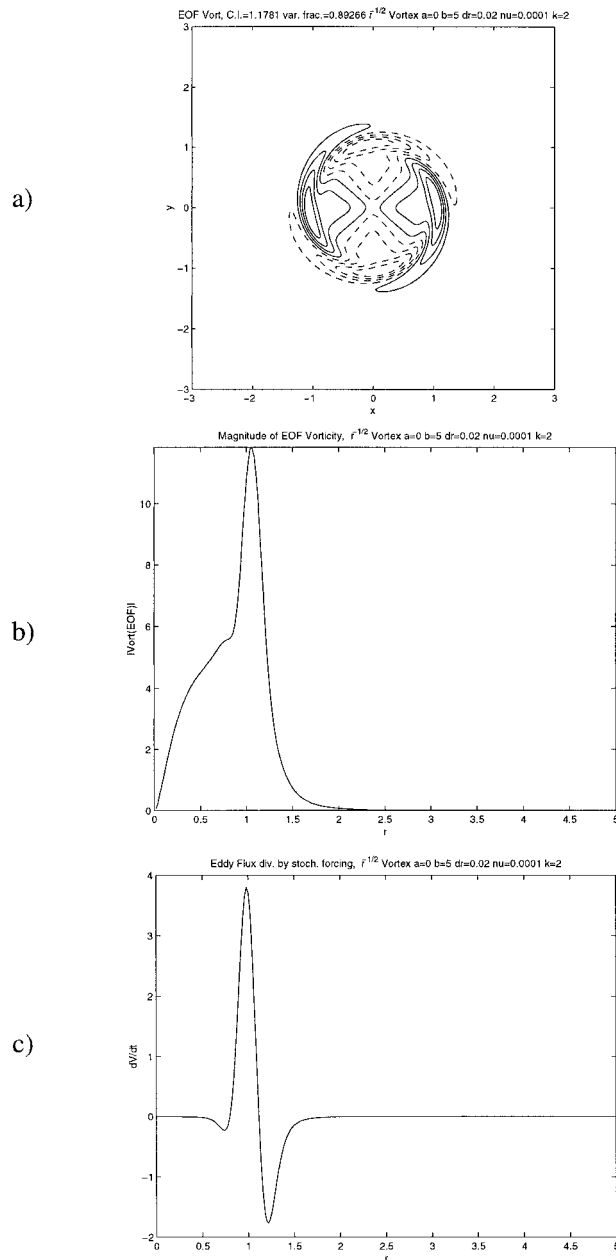 EOF Vort, C.I.=1.1781 var. frac.=0.89266 r̄^-1/2 Vortex a=0 b=5 dr=0.02 nu=0.0001 k=2
a)
3
2
1
0
−1
−2
−3
y
−3 −2 −1 0 1 2 3
x
Magnitude of EOF Vorticity, r̄^-1/2 Vortex a=0 b=5 dr=0.02 nu=0.0001 k=2
b)
10
8
6
4
2
0
|Vort(EOF)|
0 0.5 1 1.5 2 2.5 3 3.5 4 4.5 5
r
Eddy Flux div. by stoch. forcing, r̄^-1/2 Vortex a=0 b=5 dr=0.02 nu=0.0001 k=2
c)
4
3
2
1
0
−1
−2
dV/dt
0 0.5 1 1.5 2 2.5 3 3.5 4 4.5 5
r